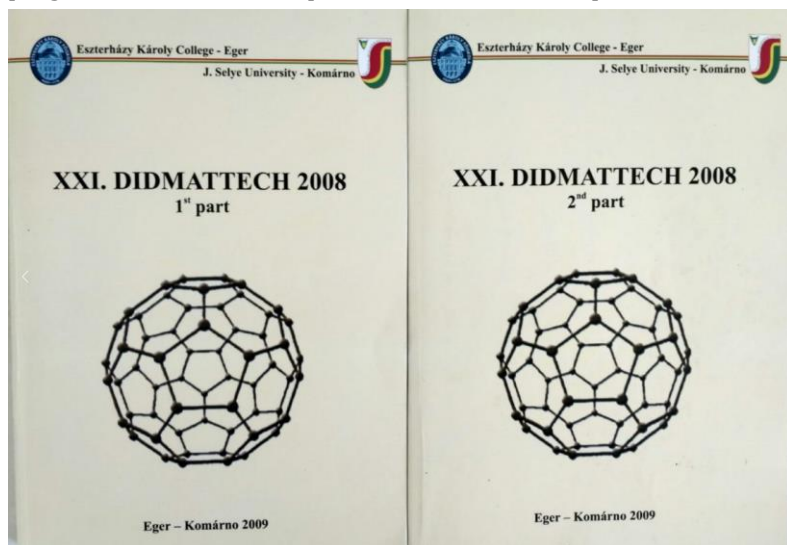 Eszterházy Károly College - Eger
J. Selye University - Komárno
XXI. DIDMATTECH 2008
1st part
Eger – Komárno 2009
Eszterházy Károly College - Eger
J. Selye University - Komárno
XXI. DIDMATTECH 2008
2nd part
Eger – Komárno 2009